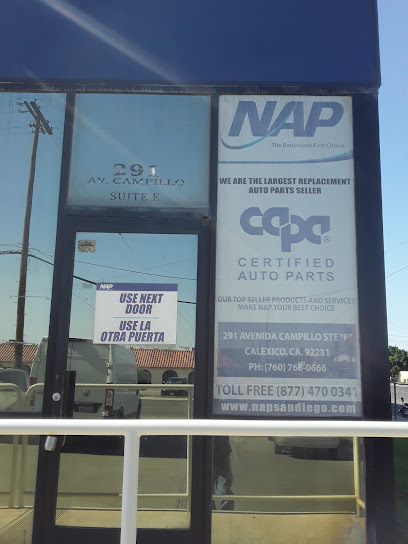 291
AV. CAMPILLO
SUITE E
NAP
USE NEXT
DOOR
USE LA
OTRA PUERTA
NAP
The Bodyman's First Choice
WE ARE THE LARGEST REPLACEMENT
AUTO PARTS SELLER
capa®
CERTIFIED
AUTO PARTS
OUR TOP SELLER PRODUCTS AND SERVICES
MAKE NAP YOUR BEST CHOICE
291 AVENIDA CAMPILLO STE "E"
CALEXICO, CA. 92231
PH: (760) 768-0666
TOLL FREE (877) 470 0341
www.napsandiego.com